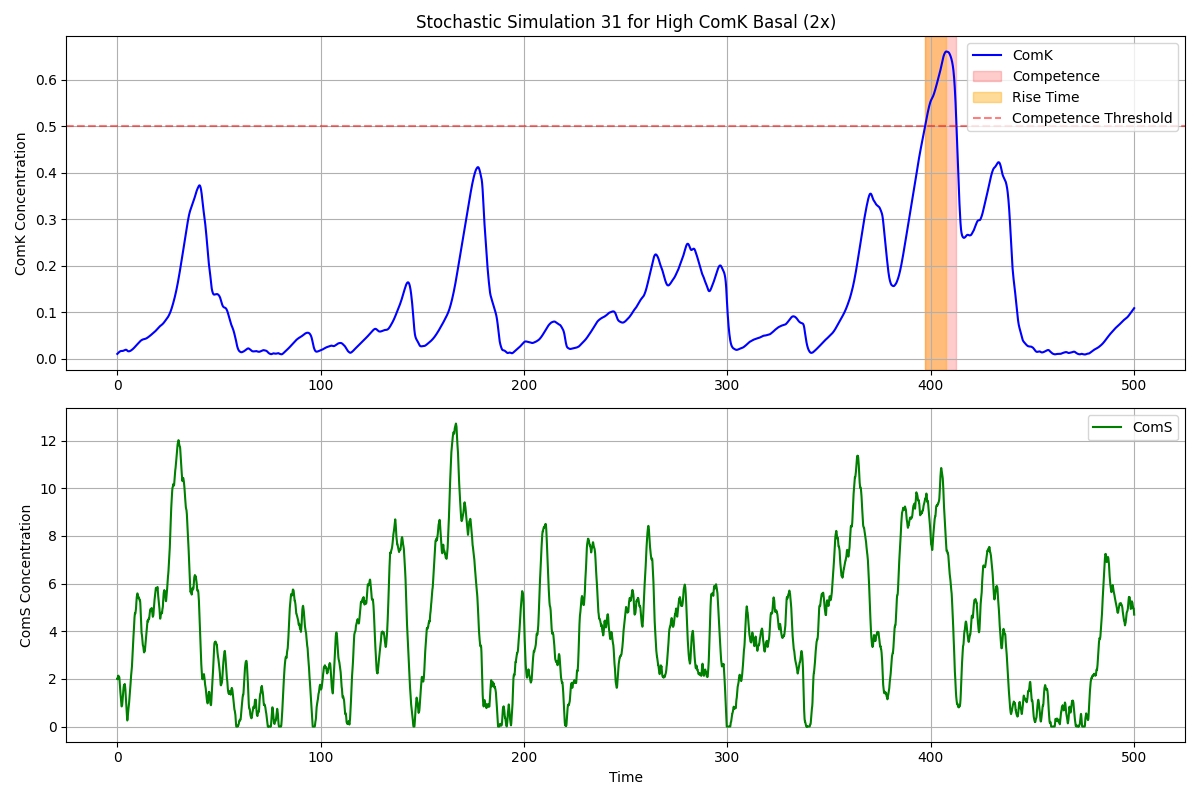 Stochastic Simulation 31 for High ComK Basal (2x)
ComK Concentration
0.6
0.5
0.4
0.3
0.2
0.1
0.0
ComK
Competence
Rise Time
Competence Threshold
0 100 200 300 400 500
ComS Concentration
12
10
8
6
4
2
0
ComS
0 100 200 300 400 500
Time